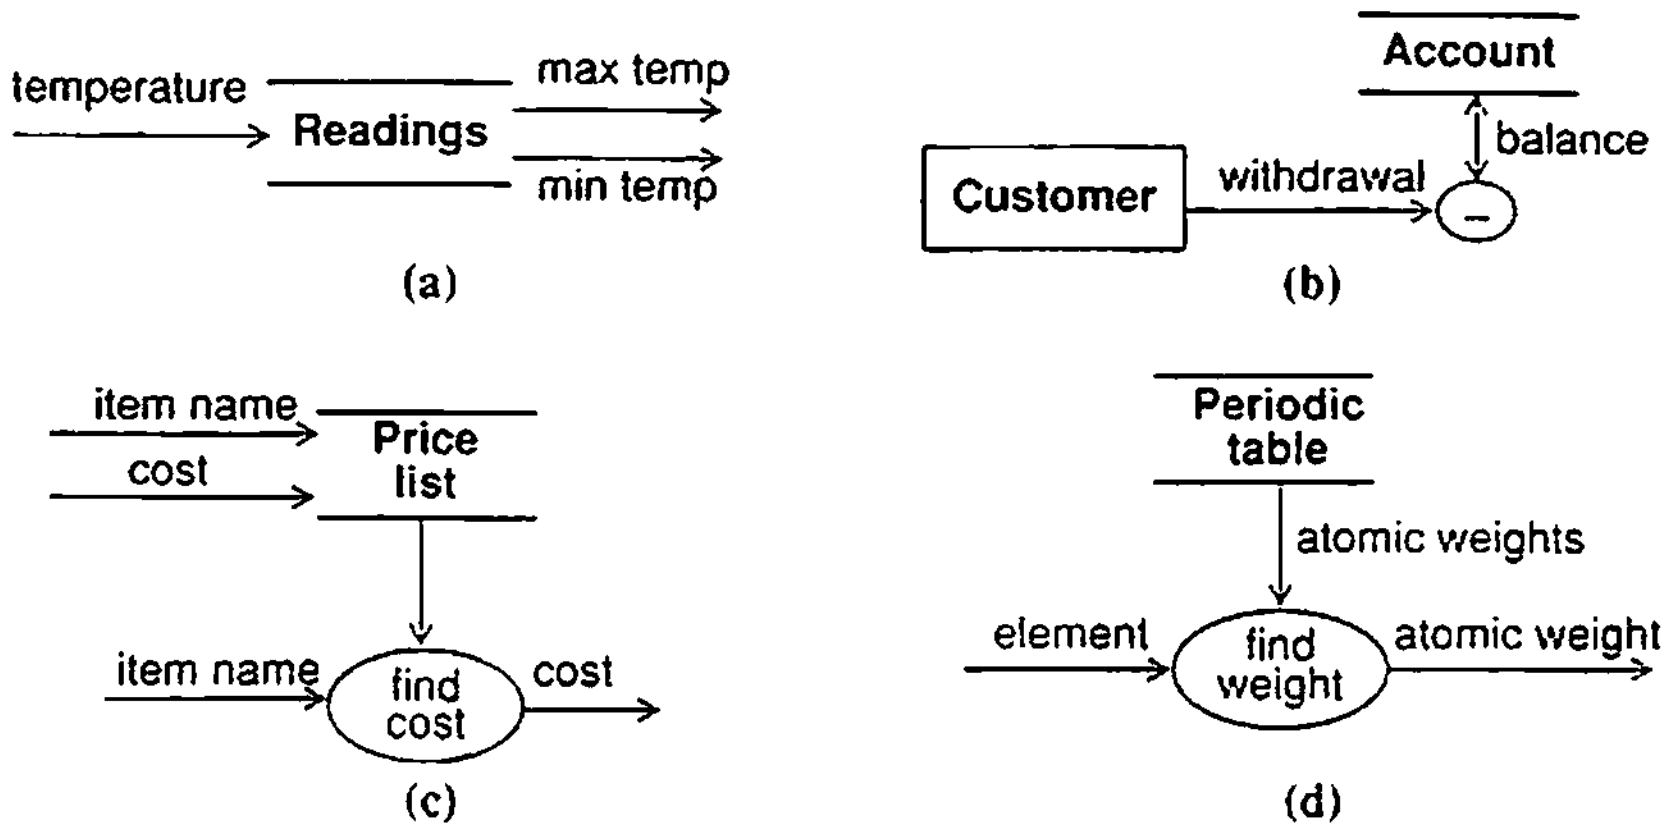 temperature
Readings
max temp
min temp
(a)
Account
balance
Customer
withdrawal
–
(b)
item name
cost
Price
list
item name
find
cost
cost
(c)
Periodic
table
atomic weights
element
find
weight
atomic weight
(d)